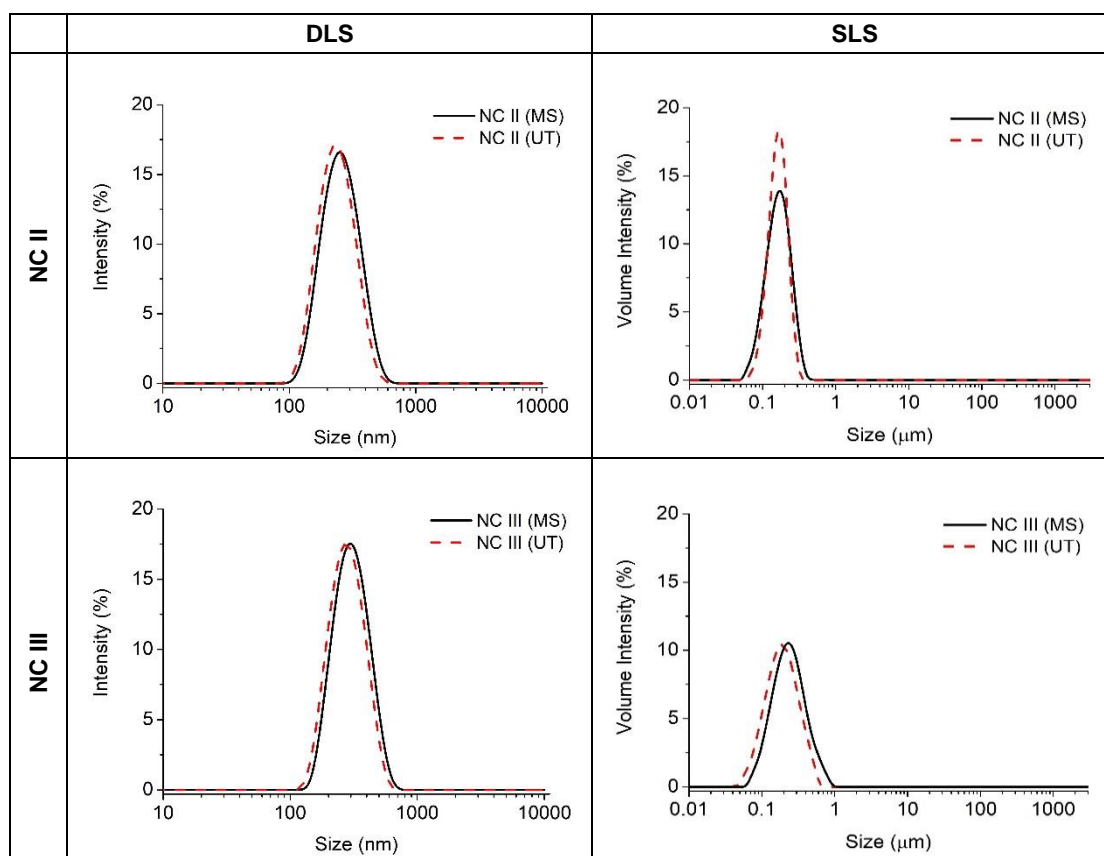 DLS
SLS
NC II
20
15
10
5
0
Intensity (%)
NC II (MS)
NC II (UT)
10
100
1000
10000
Size (nm)
20
15
10
5
0
Volume Intensity (%)
NC II (MS)
NC II (UT)
0.01
0.1
1
10
100
1000
Size (μm)
NC III
20
15
10
5
0
Intensity (%)
NC III (MS)
NC III (UT)
10
100
1000
10000
Size (nm)
20
15
10
5
0
Volume Intensity (%)
NC III (MS)
NC III (UT)
0.01
0.1
1
10
100
1000
Size (μm)